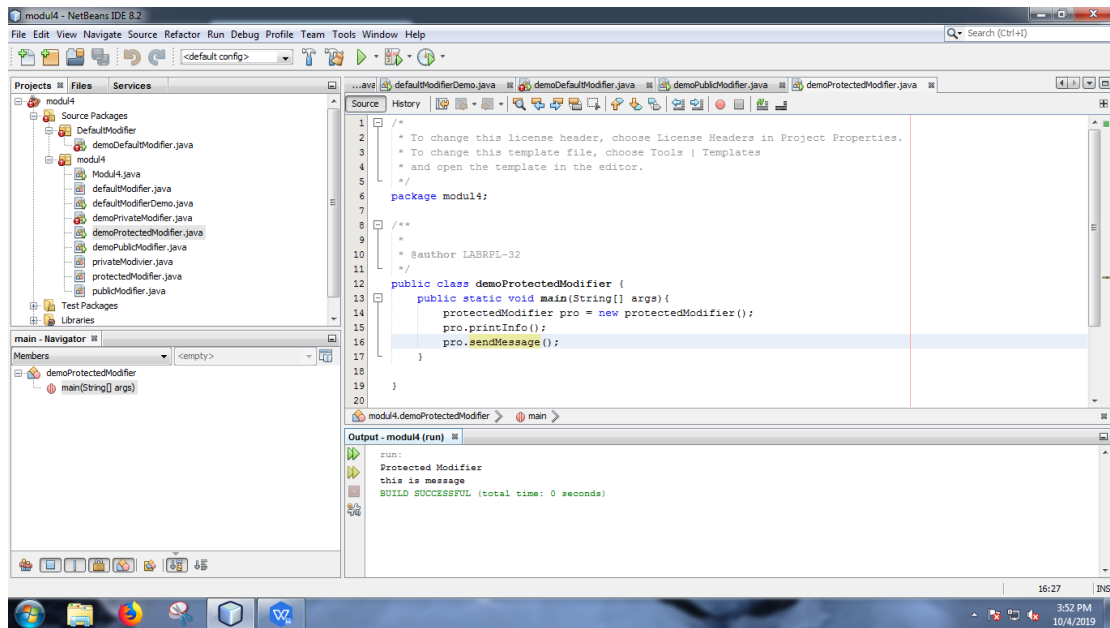 modul4 - NetBeans IDE 8.2
File Edit View Navigate Source Refactor Run Debug Profile Team Tools Window Help
Search (Ctrl+I)
<default config>
Projects Files Services
modul4
Source Packages
DefaultModifier
demoDefaultModifier.java
modul4
Modul4.java
defaultModifier.java
defaultModifierDemo.java
demoPrivateModifier.java
demoProtectedModifier.java
demoPublicModifier.java
privateModivier.java
protectedModifier.java
publicModifier.java
Test Packages
Libraries
main - Navigator
Members <empty>
demoProtectedModifier
main(String[] args)
...ava defaultModifierDemo.java demoDefaultModifier.java demoPublicModifier.java demoProtectedModifier.java
Source History
1 /*
2 * To change this license header, choose License Headers in Project Properties.
3 * To change this template file, choose Tools | Templates
4 * and open the template in the editor.
5 */
6 package modul4;
7
8 /**
9 *
10 * @author LABRPL-32
11 */
12 public class demoProtectedModifier {
13 public static void main(String[] args){
14 protectedModifier pro = new protectedModifier();
15 pro.printInfo();
16 pro.sendMessage();
17 }
18
19 }
20
modul4.demoProtectedModifier main
Output - modul4 (run)
run:
Protected Modifier
this is message
BUILD SUCCESSFUL (total time: 0 seconds)
16:27 INS
3:52 PM
10/4/2019